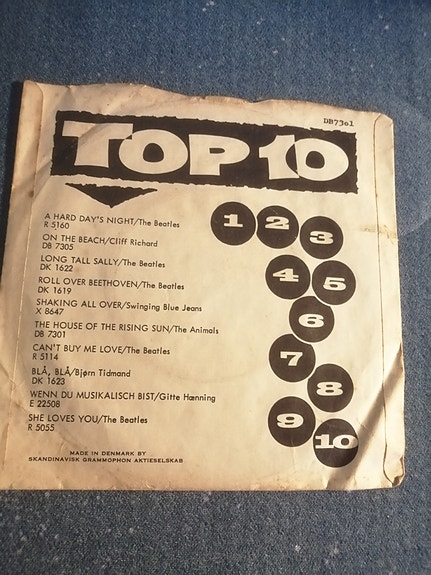 DB7301
TOP 10
A HARD DAY'S NIGHT/The Beatles
R 5160
ON THE BEACH/Cliff Richard
DB 7305
LONG TALL SALLY/The Beatles
DK 1622
ROLL OVER BEETHOVEN/The Beatles
DK 1619
SHAKING ALL OVER/Swinging Blue Jeans
X 8647
THE HOUSE OF THE RISING SUN/The Animals
DB 7301
CAN'T BUY ME LOVE/The Beatles
R 5114
BLÅ, BLÅ/Bjørn Tidmand
DK 1623
WENN DU MUSIKALISCH BIST/Gitte Hænning
E 22508
SHE LOVES YOU/The Beatles
R 5055
1 2 3
4 5
6
7
8
9
10
MADE IN DENMARK BY
SKANDINAVISK GRAMMOPHON AKTIESELSKAB